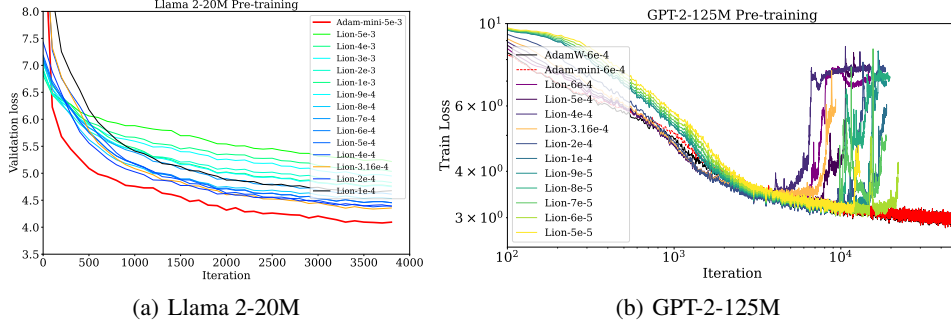 Llama 2-20M Pre-training
Validation loss
8.0
7.5
7.0
6.5
6.0
5.5
5.0
4.5
4.0
3.5
0
500
1000
1500
2000
2500
3000
3500
4000
Iteration
Adam-mini-5e-3
Lion-5e-3
Lion-4e-3
Lion-3e-3
Lion-2e-3
Lion-1e-3
Lion-9e-4
Lion-8e-4
Lion-7e-4
Lion-6e-4
Lion-5e-4
Lion-4e-4
Lion-3.16e-4
Lion-2e-4
Lion-1e-4
(a) Llama 2-20M
GPT-2-125M Pre-training
Train Loss
10¹
6 × 10⁰
4 × 10⁰
3 × 10⁰
10²
10³
10⁴
Iteration
AdamW-6e-4
Adam-mini-6e-4
Lion-6e-4
Lion-5e-4
Lion-4e-4
Lion-3.16e-4
Lion-2e-4
Lion-1e-4
Lion-9e-5
Lion-8e-5
Lion-7e-5
Lion-6e-5
Lion-5e-5
(b) GPT-2-125M